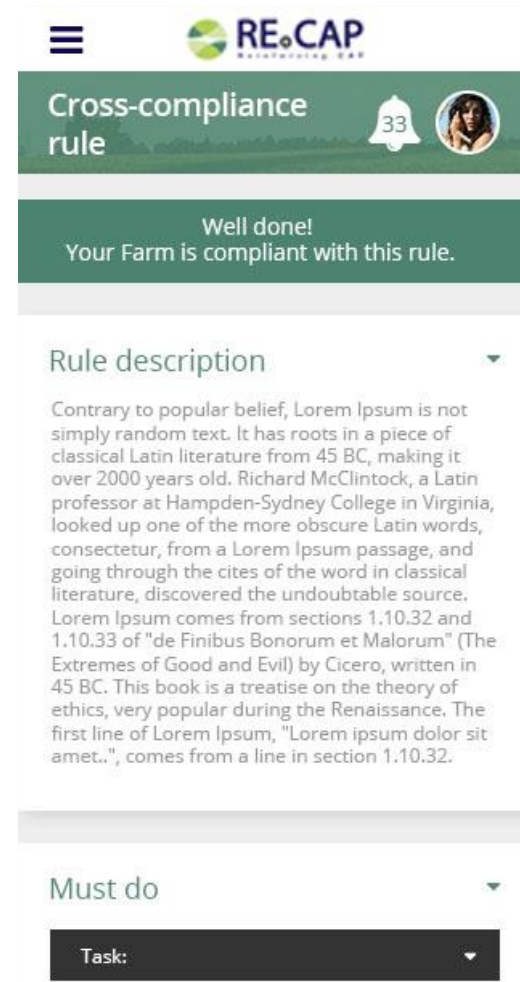 RE.CAP
Reinforcing CAP
Cross-compliance
rule
33
Well done!
Your Farm is compliant with this rule.
Rule description
Contrary to popular belief, Lorem Ipsum is not
simply random text. It has roots in a piece of
classical Latin literature from 45 BC, making it
over 2000 years old. Richard McClintock, a Latin
professor at Hampden-Sydney College in Virginia,
looked up one of the more obscure Latin words,
consectetur, from a Lorem Ipsum passage, and
going through the cites of the word in classical
literature, discovered the undoubtable source.
Lorem Ipsum comes from sections 1.10.32 and
1.10.33 of "de Finibus Bonorum et Malorum" (The
Extremes of Good and Evil) by Cicero, written in
45 BC. This book is a treatise on the theory of
ethics, very popular during the Renaissance. The
first line of Lorem Ipsum, "Lorem ipsum dolor sit
amet..", comes from a line in section 1.10.32.
Must do
Task: